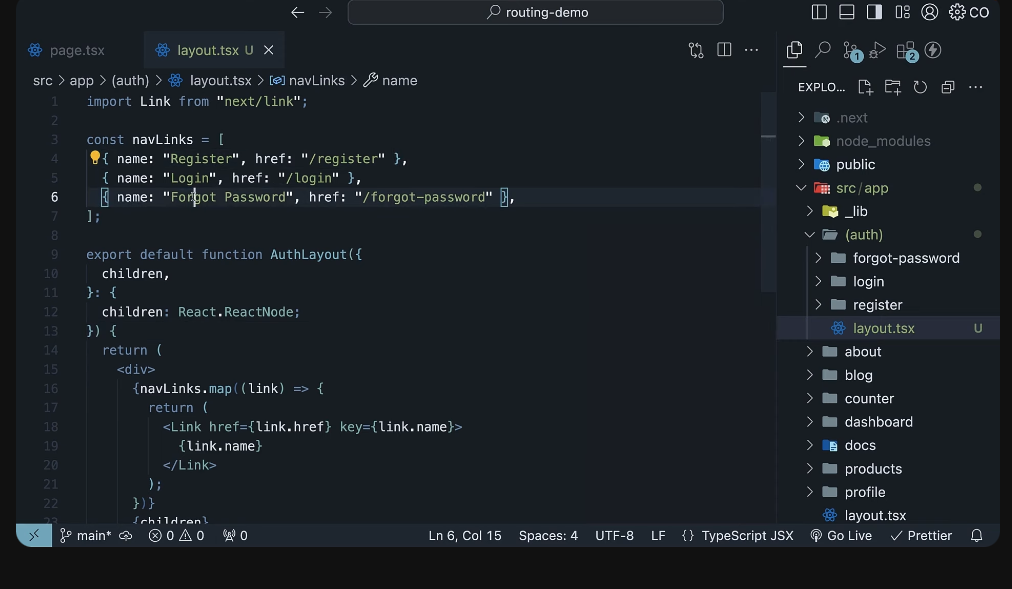 routing-demo
CO
page.tsx
layout.tsx U
src > app > (auth) > layout.tsx > navLinks > name
1 import Link from "next/link";
2
3 const navLinks = [
4 { name: "Register", href: "/register" },
5 { name: "Login", href: "/login" },
6 { name: "Forgot Password", href: "/forgot-password" },
7 ];
8
9 export default function AuthLayout({
10 children,
11 }: {
12 children: React.ReactNode;
13 }) {
14 return (
15 <div>
16 {navLinks.map((link) => {
17 return (
18 <Link href={link.href} key={link.name}>
19 {link.name}
20 </Link>
21 );
22 })}
23 {children}
1
2
EXPLO...
.next
node_modules
public
src/app
_lib
(auth)
forgot-password
login
register
layout.tsx U
about
blog
counter
dashboard
docs
products
profile
layout.tsx
main* 0 0 0 Ln 6, Col 15 Spaces: 4 UTF-8 LF {} TypeScript JSX Go Live Prettier